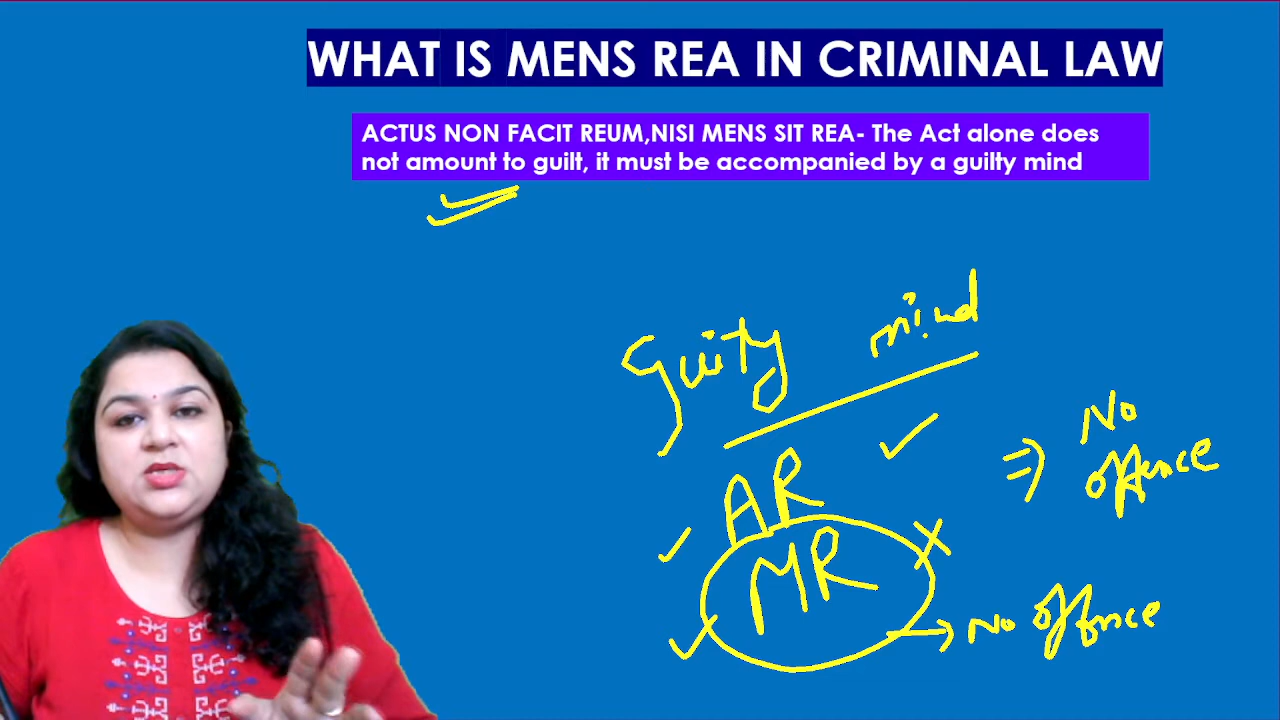 WHAT IS MENS REA IN CRIMINAL LAW
ACTUS NON FACIT REUM,NISI MENS SIT REA- The Act alone does
not amount to guilt, it must be accompanied by a guilty mind
Guity mind
AR
MR
⇒ No
offence
→ No offence